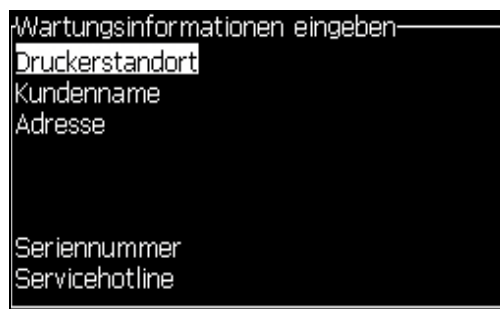 Wartungsinformationen eingeben
Druckerstandort
Kundenname
Adresse
Seriennummer
Servicehotline